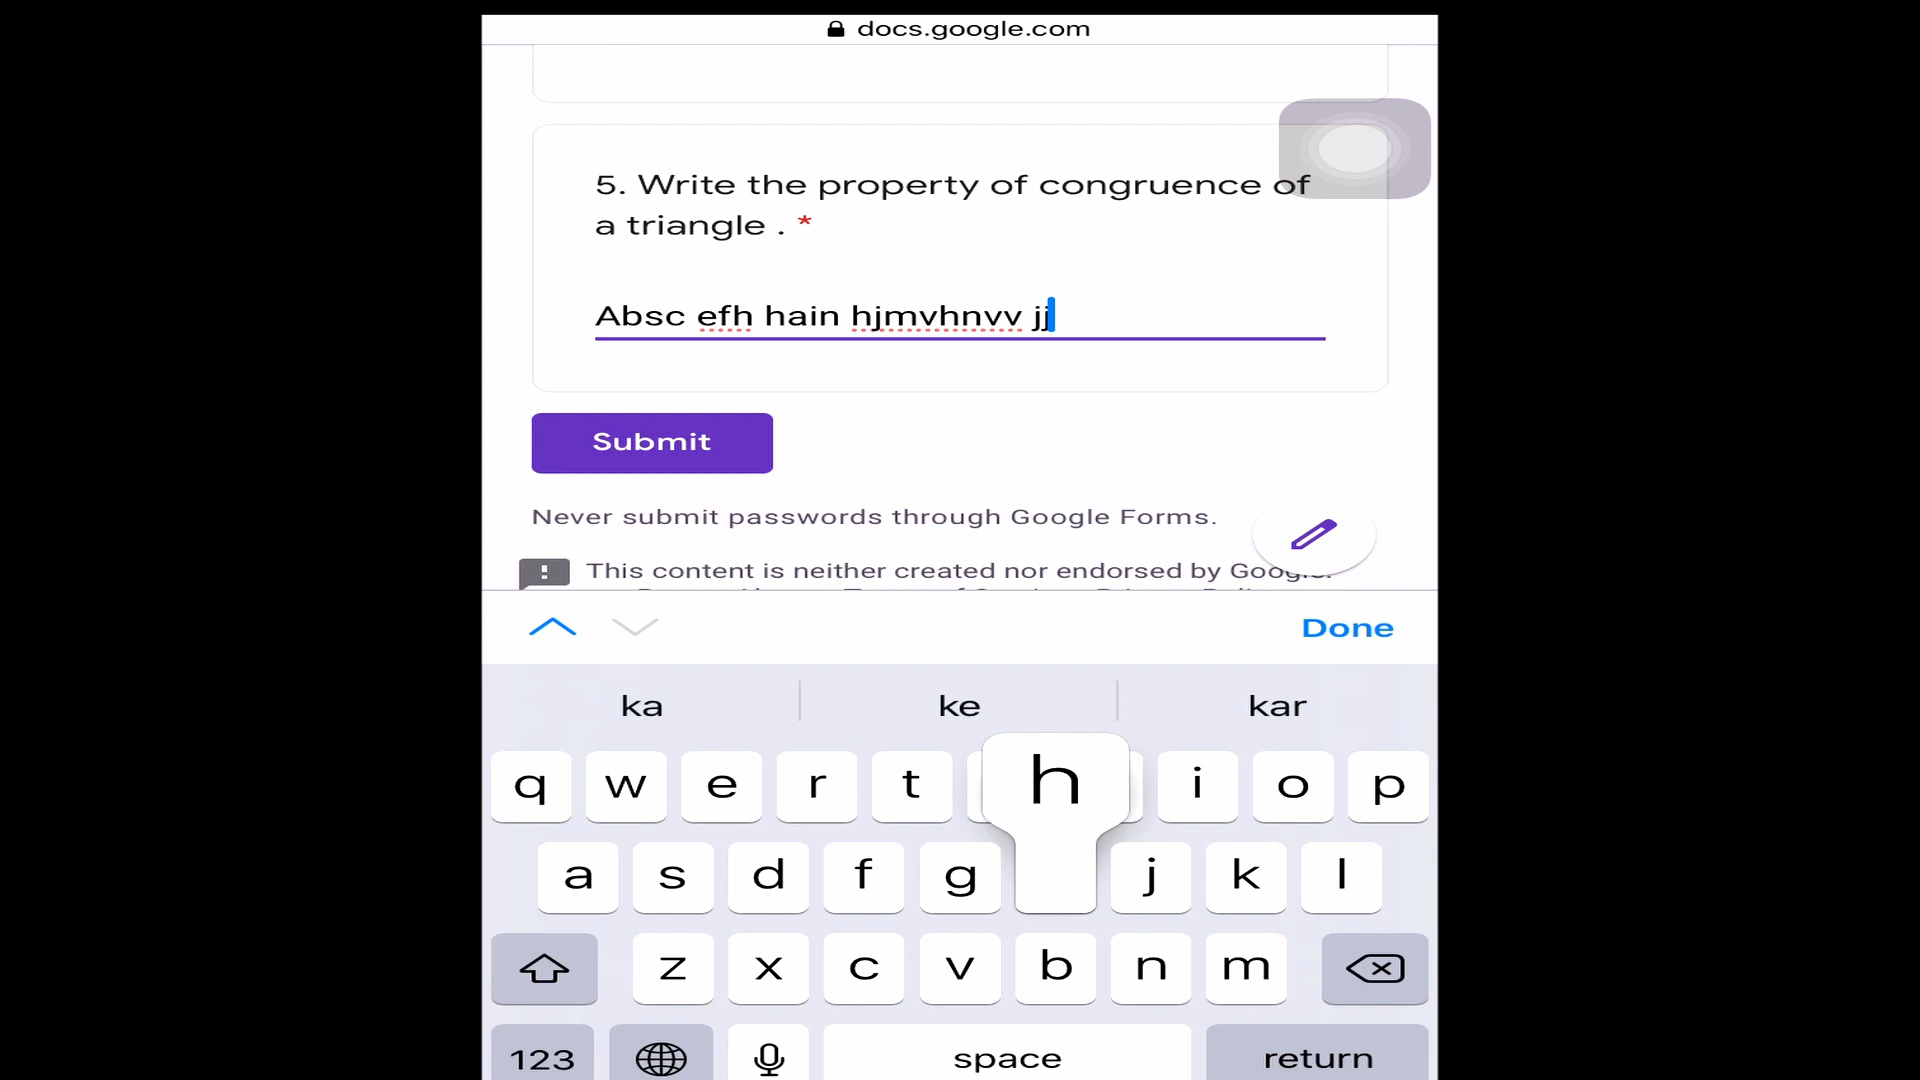 docs.google.com
5. Write the property of congruence of
a triangle . *
Absc efh hain hjmvhnvv jj
Submit
Never submit passwords through Google Forms.
This content is neither created nor endorsed by Google.
Done
ka ke kar
q w e r t h i o p
a s d f g j k l
z x c v b n m
123 space return